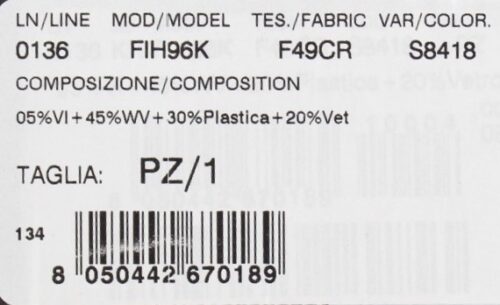 LN/LINE MOD/MODEL TES./FABRIC VAR/COLOR.
0136 FIH96K F49CR S8418
COMPOSIZIONE/COMPOSITION
05%VI+45%WV+30%Plastica+20%Vet
TAGLIA: PZ/1
134
8 050442 670189